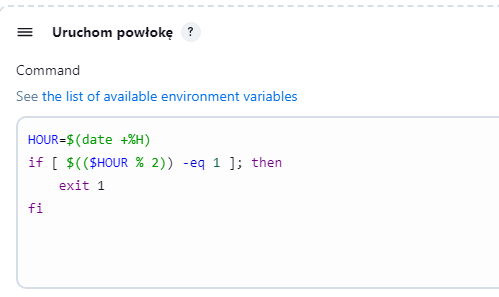 Uruchom powłokę ?
Command
See the list of available environment variables
HOUR=$(date +%H)
if [ $(($HOUR % 2)) -eq 1 ]; then
    exit 1
fi